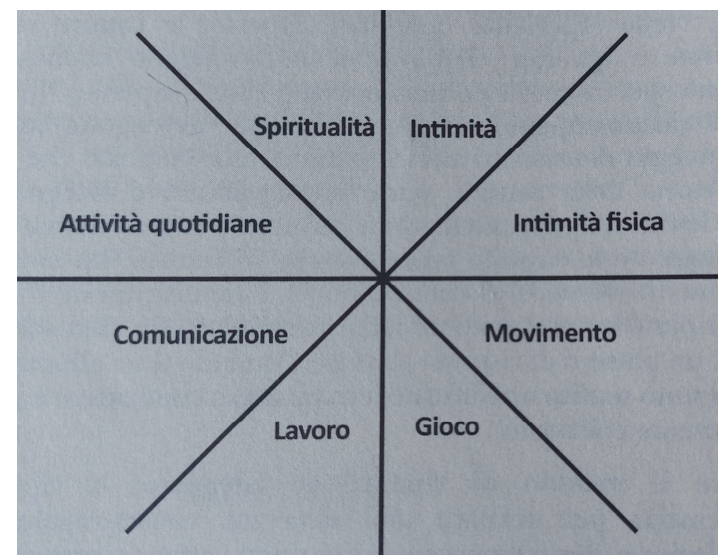 Spiritualità
Intimità
Attività quotidiane
Intimità fisica
Comunicazione
Movimento
Lavoro
Gioco